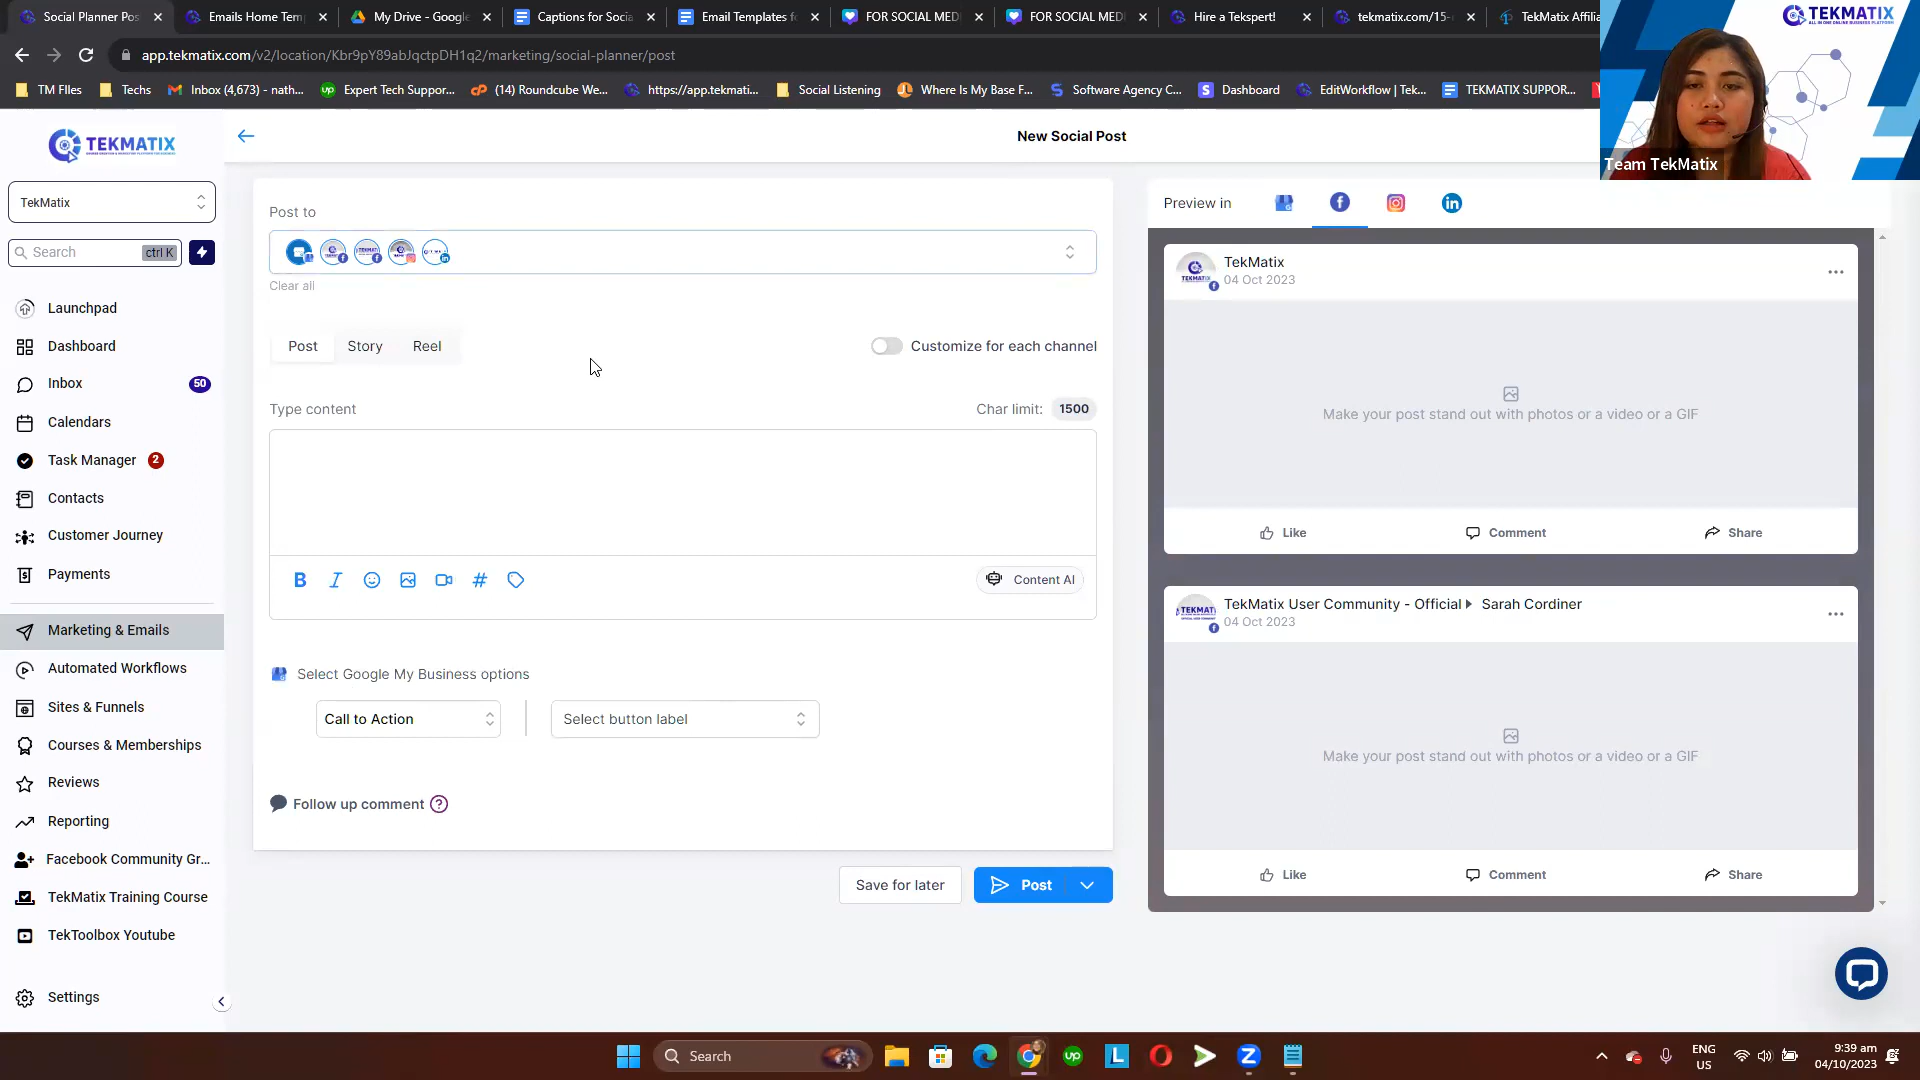 Social Planner Pos
Emails Home Tem
My Drive - Google
Captions for Socia
Email Templates fo
FOR SOCIAL MED
FOR SOCIAL MED
Hire a Tekspert!
tekmatix.com/15-
TekMatix Affilia
app.tekmatix.com/v2/location/Kbr9pY89abJqctpDH1q2/marketing/social-planner/post
TM FIles
Techs
Inbox (4,673) - nath...
Expert Tech Suppor...
(14) Roundcube We...
https://app.tekmati...
Social Listening
Where Is My Base F...
Software Agency C...
Dashboard
EditWorkflow | Tek...
TEKMATIX SUPPOR...
TEKMATIX
ALL IN ONE ONLINE BUSINESS PLATFORM
Team TekMatix
TEKMATIX
TekMatix
Search
ctrl K
Launchpad
Dashboard
Inbox
50
Calendars
Task Manager
2
Contacts
Customer Journey
Payments
Marketing & Emails
Automated Workflows
Sites & Funnels
Courses & Memberships
Reviews
Reporting
Facebook Community Gr...
TekMatix Training Course
TekToolbox Youtube
Settings
New Social Post
Post to
Clear all
Post
Story
Reel
Customize for each channel
Type content
Char limit:
1500
B
I
Content AI
Select Google My Business options
Call to Action
Select button label
Follow up comment
Save for later
Post
Preview in
TekMatix
04 Oct 2023
Make your post stand out with photos or a video or a GIF
Like
Comment
Share
TekMatix User Community - Official
Sarah Cordiner
04 Oct 2023
Make your post stand out with photos or a video or a GIF
Like
Comment
Share
Search
ENG
US
9:39 am
04/10/2023